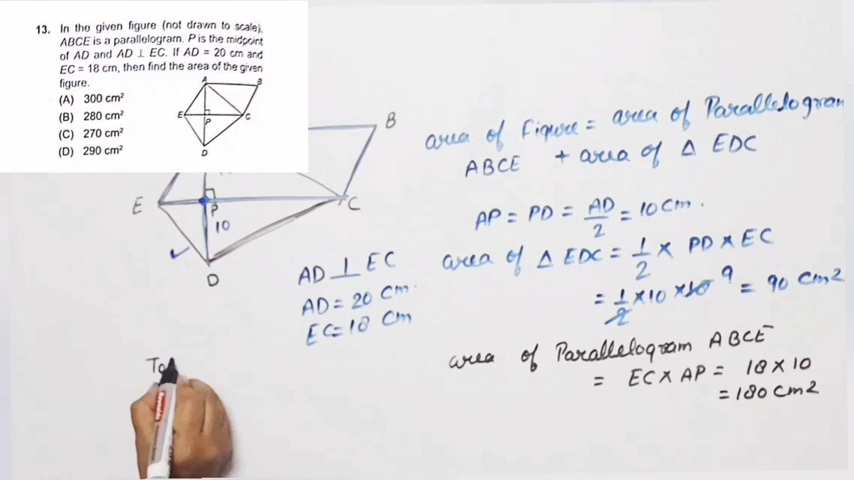 13. In the given figure (not drawn to scale),
ABCE is a parallelogram. P is the midpoint
of AD and AD ⊥ EC. If AD = 20 cm and
EC = 18 cm, then find the area of the given
figure.
(A) 300 cm²
(B) 280 cm²
(C) 270 cm²
(D) 290 cm²
A
B
E
P
C
D
B
E
P
C
10
D
AD ⊥ EC
AD = 20 cm.
EC = 18 cm
area of Figure = area of Parallelogram
ABCE + area of △ EDC
AP = PD = AD/2 = 10 cm.
area of △ EDC = 1/2 × PD × EC
= 1/2 × 10 × 18 9 = 90 cm2
area of Parallelogram ABCE
= EC × AP = 18 × 10
= 180 cm2
To